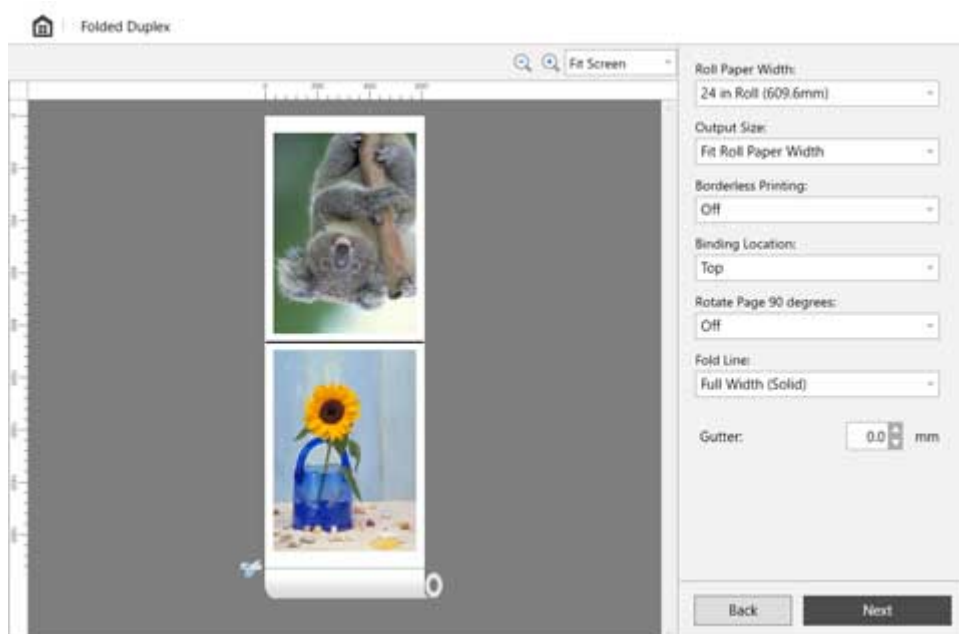 Folded Duplex
Fit Screen
Roll Paper Width:
24 in Roll (609.6mm)
Output Size:
Fit Roll Paper Width
Borderless Printing:
Off
Binding Location:
Top
Rotate Page 90 degrees:
Off
Fold Line:
Full Width (Solid)
Gutter: 0.0 mm
Back Next